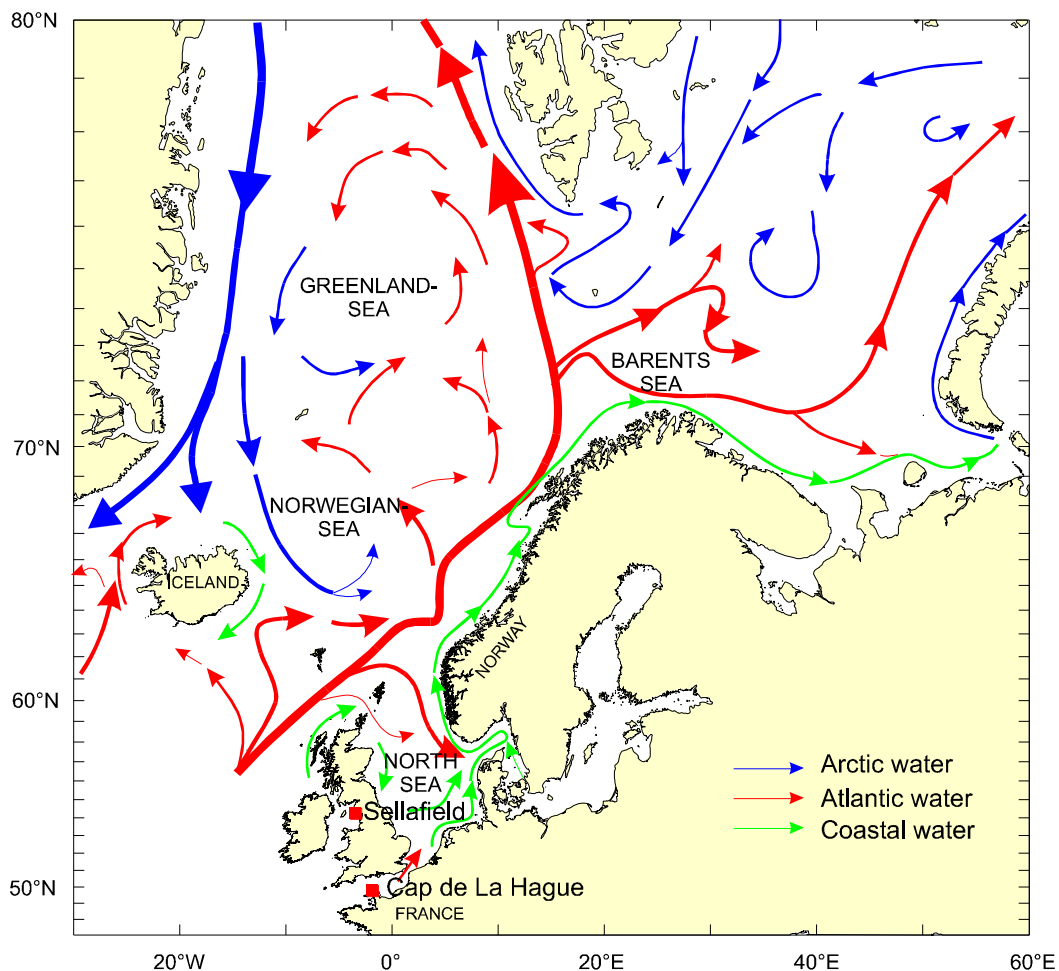 80°N
GREENLAND-
SEA
BARENTS
SEA
70°N
NORWEGIAN-
SEA
ICELAND
NORWAY
60°N
NORTH
SEA
Arctic water
Atlantic water
Coastal water
Sellafield
50°N
Cap de La Hague
FRANCE
20°W
0°
20°E
40°E
60°E